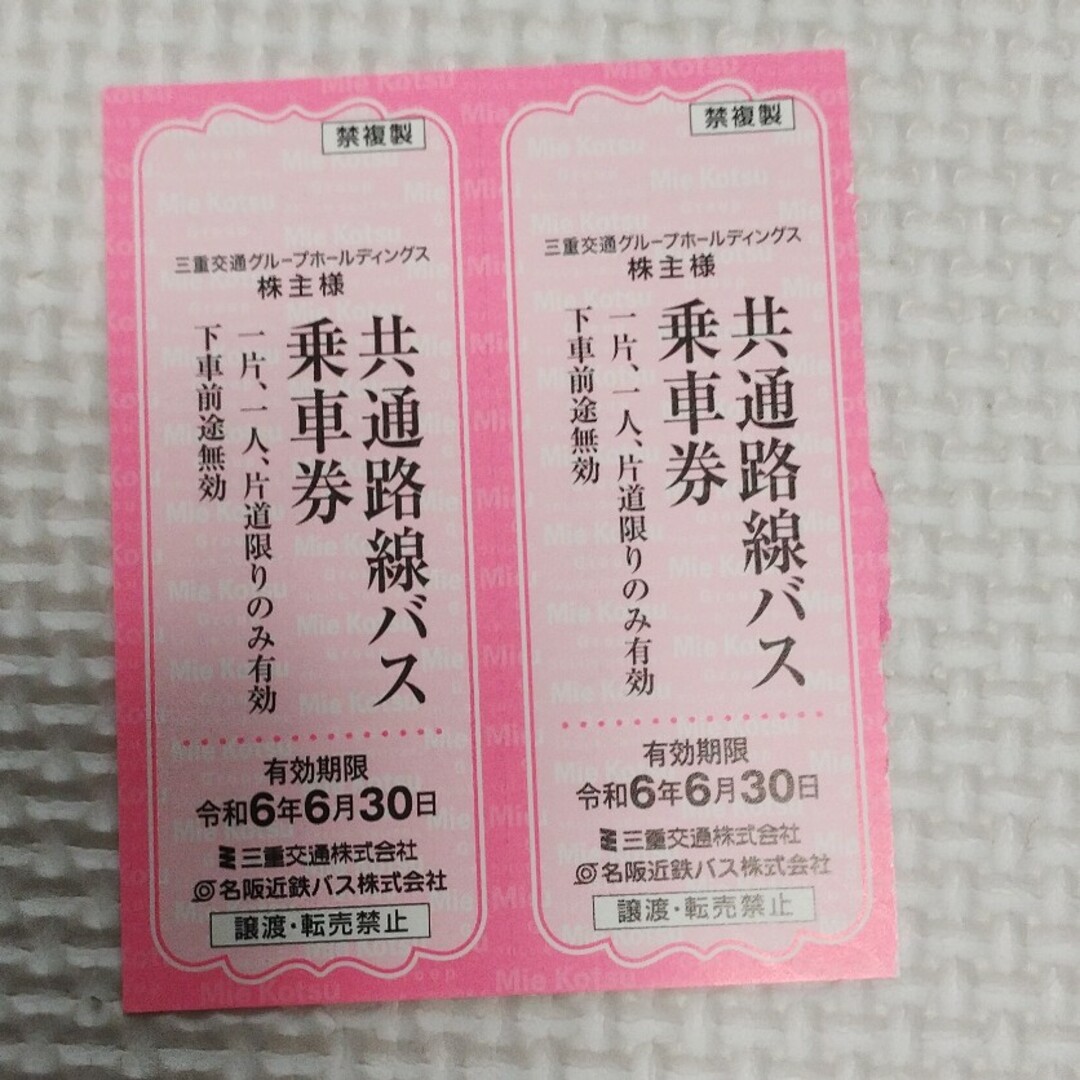 禁複製
三重交通グループホールディングス
株主様
共通路線バス
乗車券
一片、一人、片道限りのみ有効
下車前途無効
有効期限
令和6年6月30日
三重交通株式会社
名阪近鉄バス株式会社
譲渡・転売禁止
禁複製
三重交通グループホールディングス
株主様
共通路線バス
乗車券
一片、一人、片道限りのみ有効
下車前途無効
有効期限
令和6年6月30日
三重交通株式会社
名阪近鉄バス株式会社
譲渡・転売禁止
Mie Kotsu